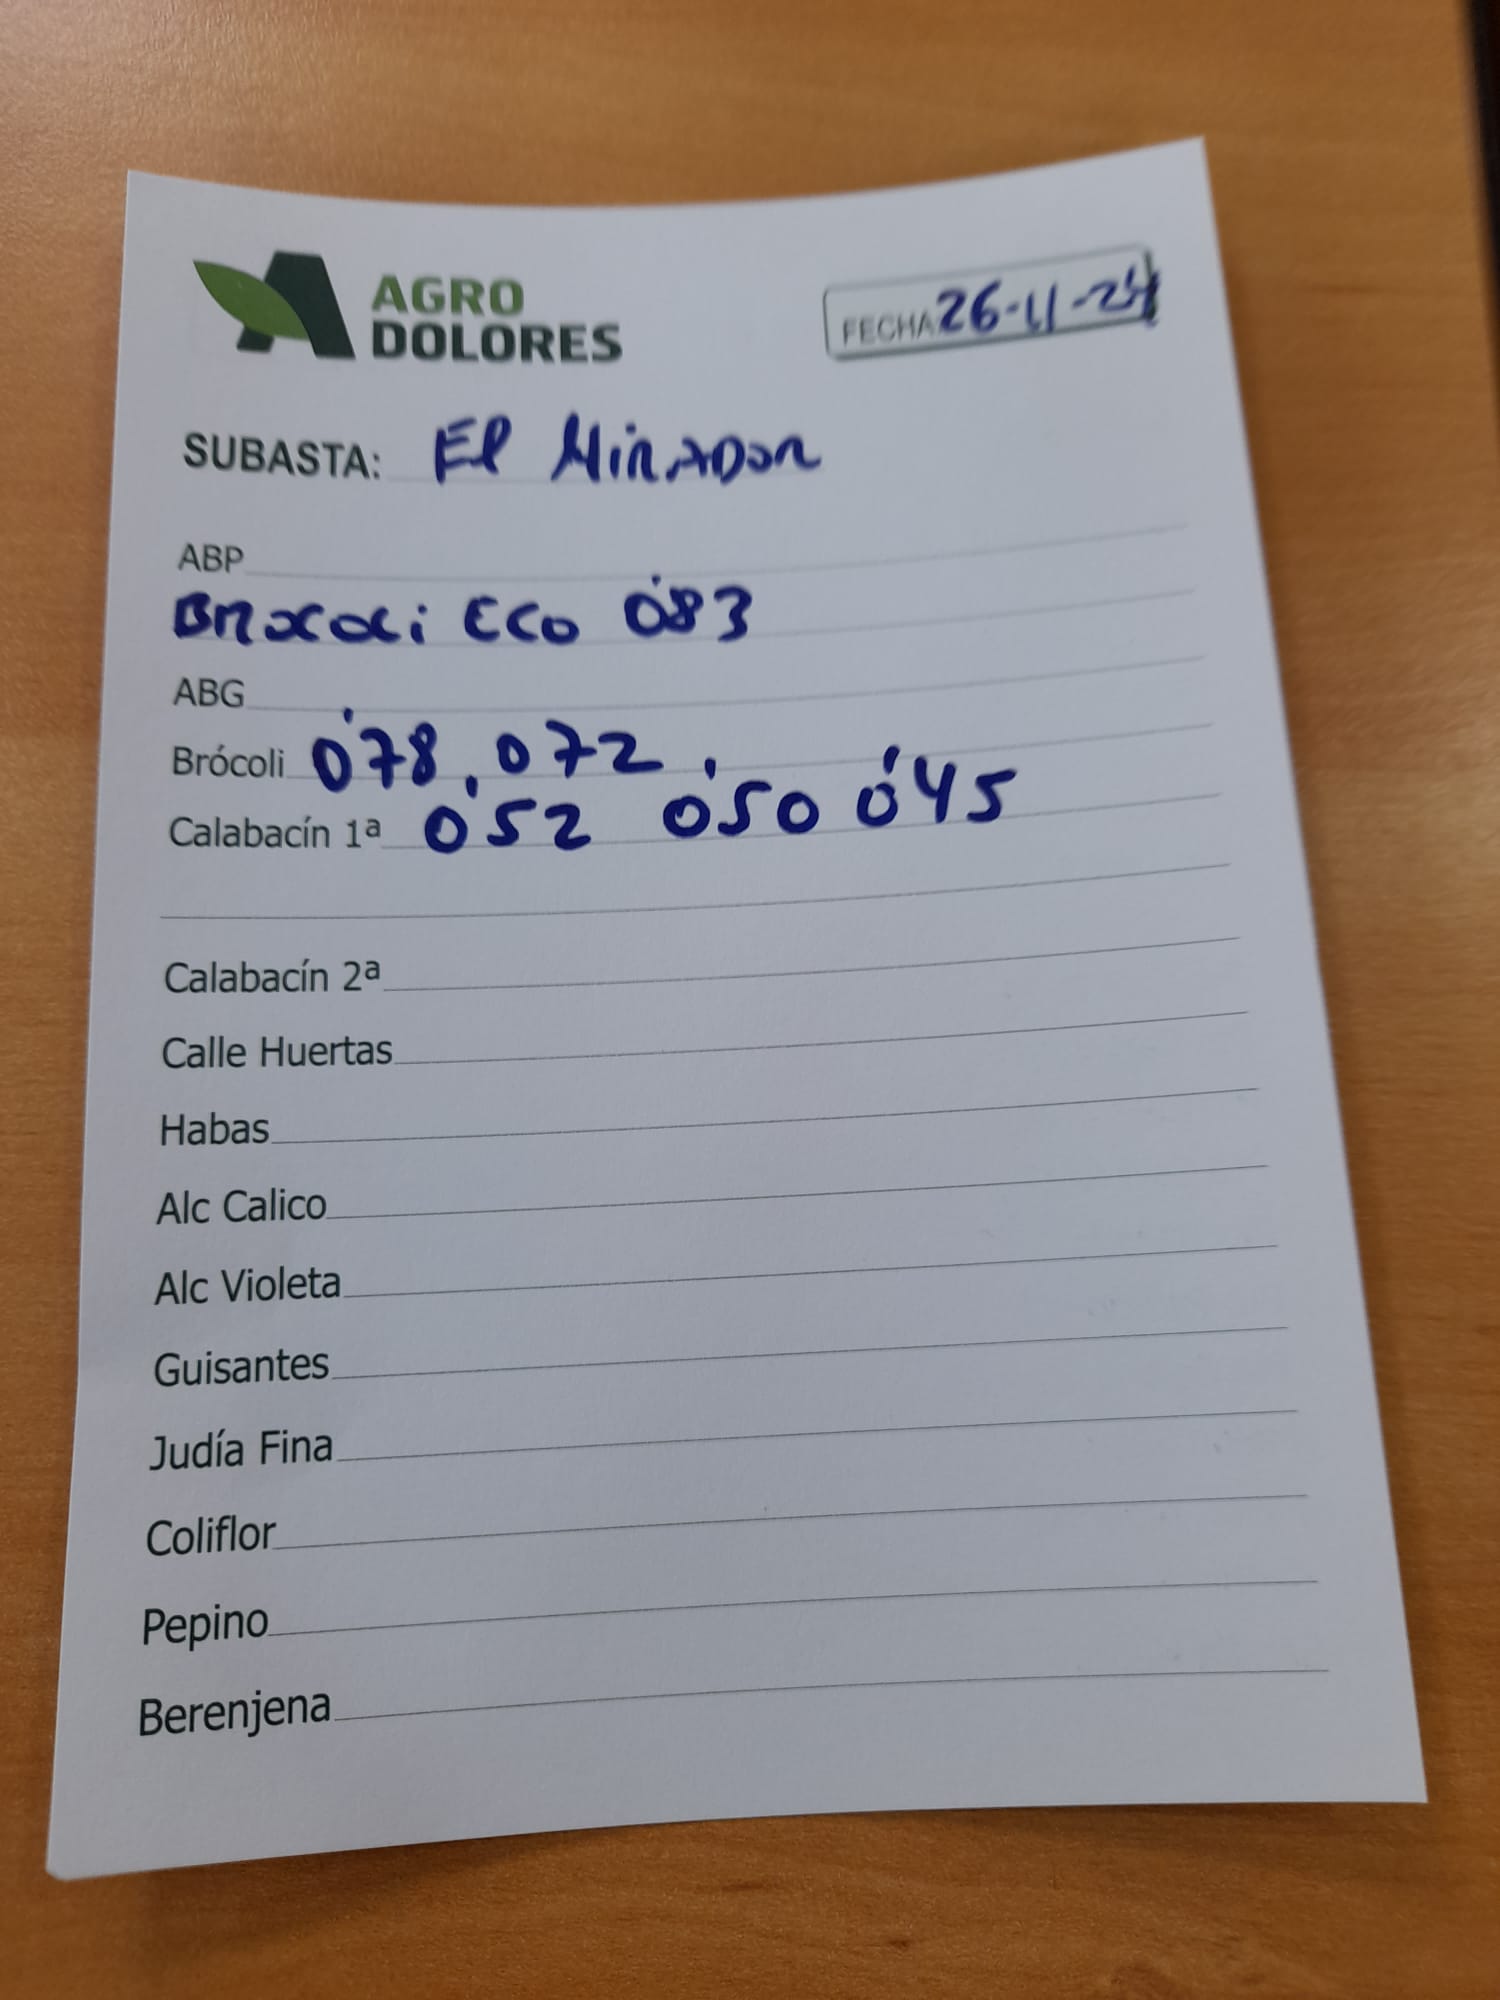 AGRO
DOLORES
FECHA 26-11-24
SUBASTA: El MiRADOR
ABP
BRocoli Eco 0'83
ABG
Brócoli 0'78, 072,
Calabacín 1ª 0'52 0'50 0'45
Calabacín 2ª
Calle Huertas
Habas
Alc Calico
Alc Violeta
Guisantes
Judía Fina
Coliflor
Pepino
Berenjena